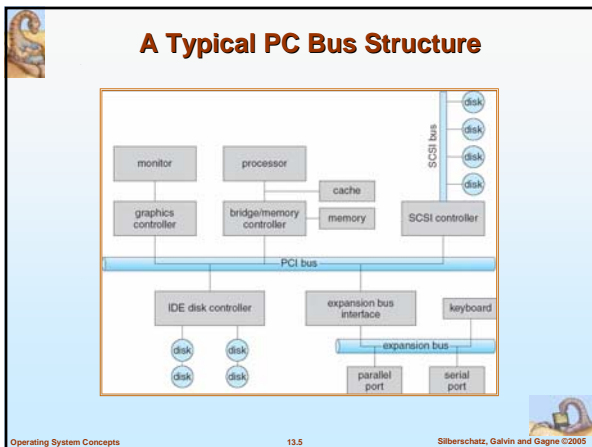 A Typical PC Bus Structure
disk
disk
disk
disk
SCSI bus
monitor
processor
cache
graphics
controller
bridge/memory
controller
memory
SCSI controller
PCI bus
IDE disk controller
expansion bus
interface
keyboard
disk
disk
disk
disk
expansion bus
parallel
port
serial
port
Operating System Concepts
13.5
Silberschatz, Galvin and Gagne ©2005